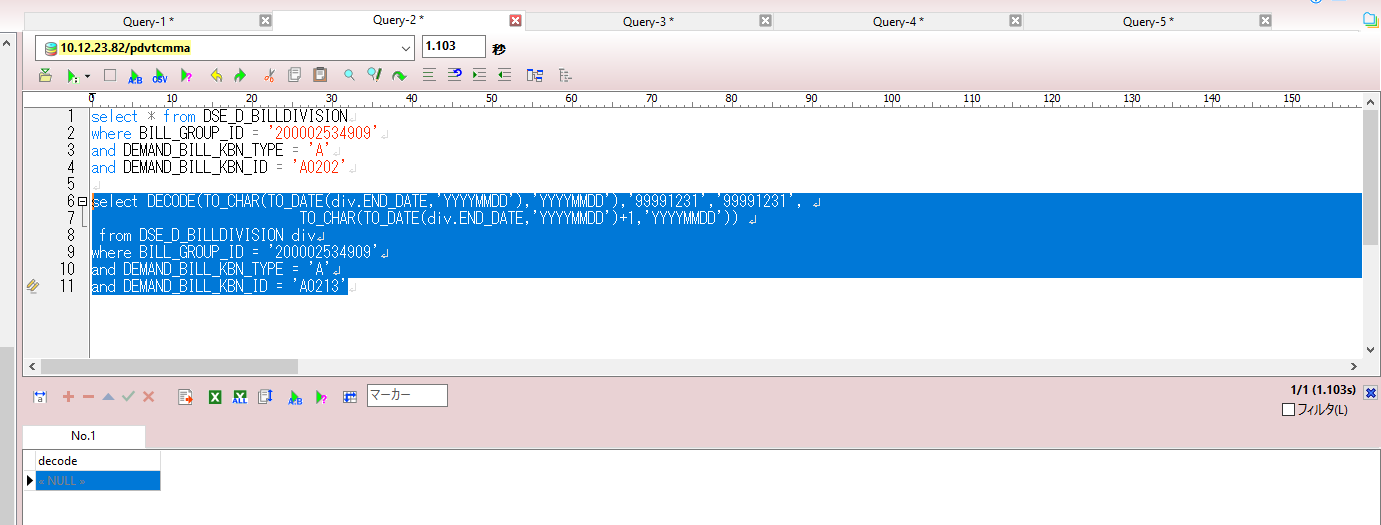 Query-1 *
Query-2 *
Query-3 *
Query-4 *
Query-5 *
10.12.23.82/pdvtcmma
1.103 秒
A:B CSV
0 10 20 30 40 50 60 70 80 90 100 110 120 130 140 150
1 select * from DSE_D_BILLDIVISION
2 where BILL_GROUP_ID = '200002534909'
3 and DEMAND_BILL_KBN_TYPE = 'A'
4 and DEMAND_BILL_KBN_ID = 'A0202'
5
6 select DECODE(TO_CHAR(TO_DATE(div.END_DATE,'YYYYMMDD'),'YYYYMMDD'),'99991231','99991231',
7 TO_CHAR(TO_DATE(div.END_DATE,'YYYYMMDD')+1,'YYYYMMDD'))
8 from DSE_D_BILLDIVISION div
9 where BILL_GROUP_ID = '200002534909'
10 and DEMAND_BILL_KBN_TYPE = 'A'
11 and DEMAND_BILL_KBN_ID = 'A0213'
a ALL A:B マーカー
1/1 (1.103s)
フィルタ(L)
No.1
decode
« NULL »